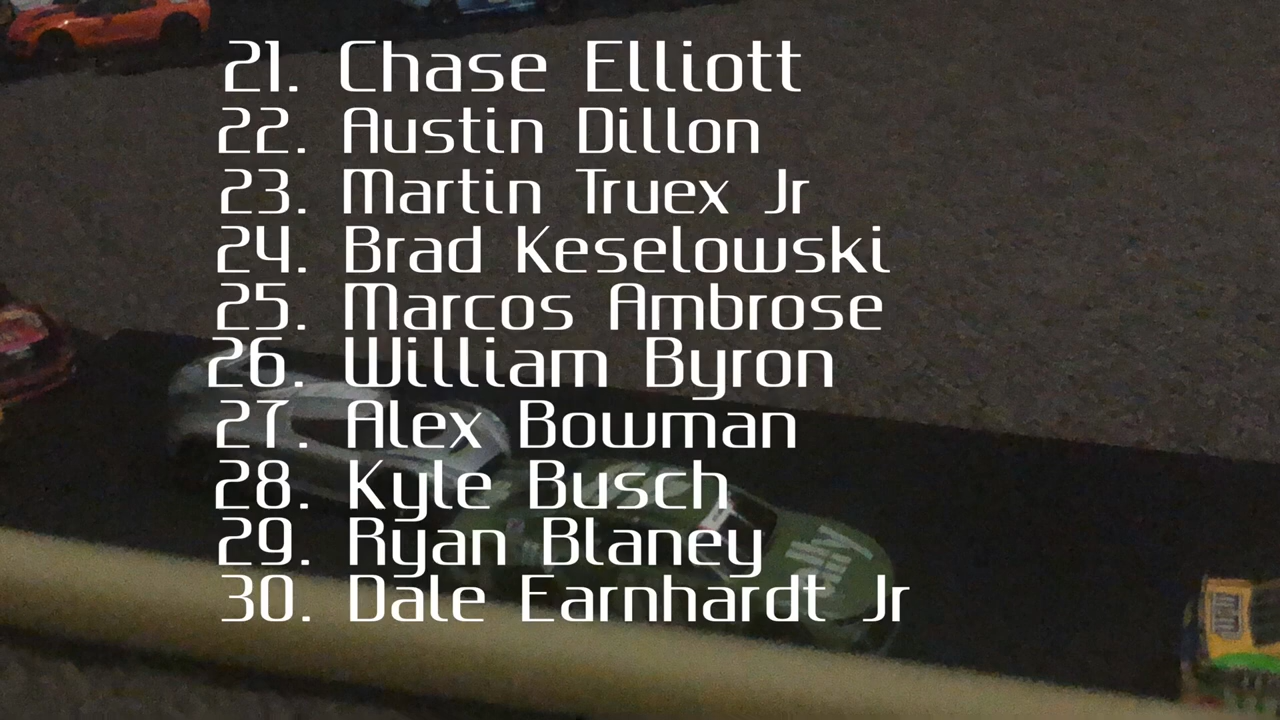 21. Chase Elliott
22. Austin Dillon
23. Martin Truex Jr
24. Brad Keselowski
25. Marcos Ambrose
26. William Byron
27. Alex Bowman
28. Kyle Busch
29. Ryan Blaney
30. Dale Earnhardt Jr
ally